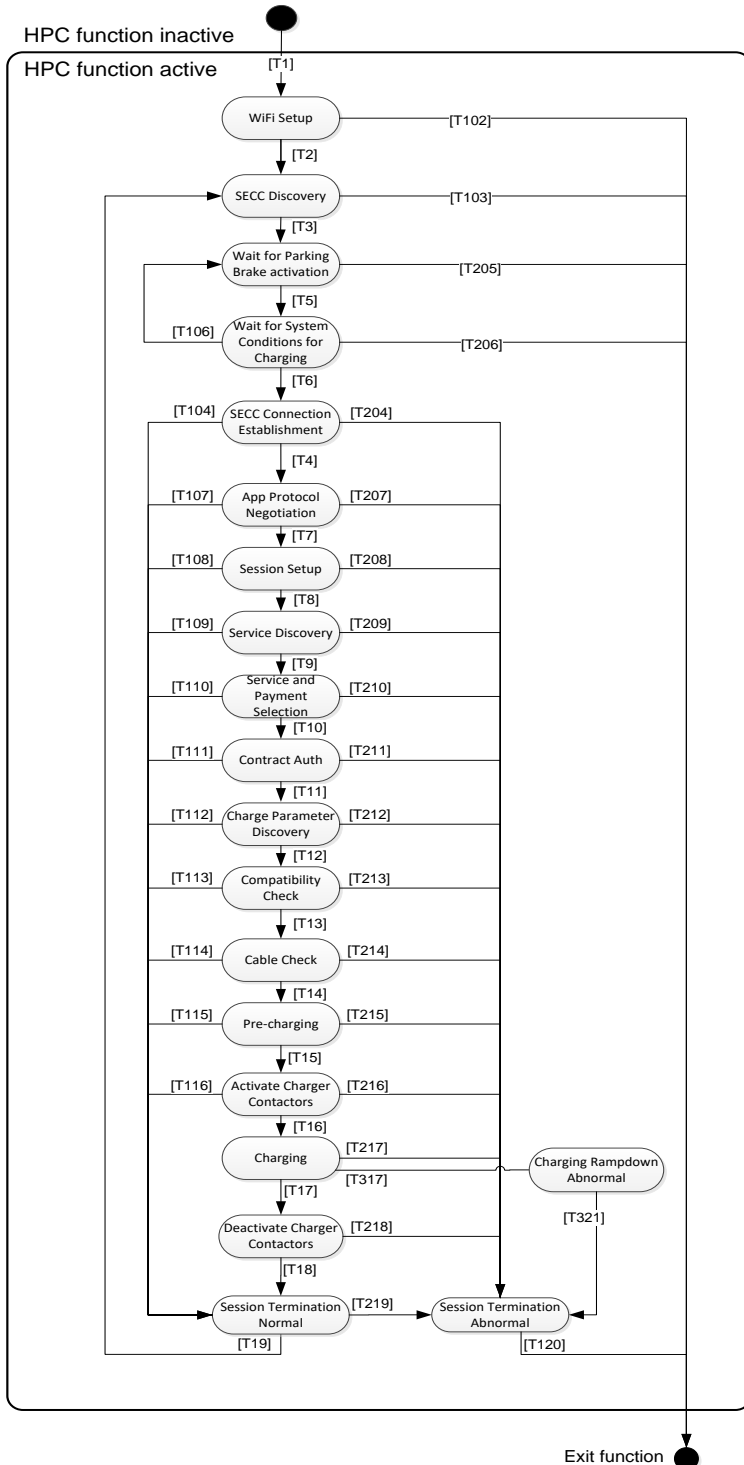 HPC function inactive
HPC function active
[T1]
WiFi Setup
[T102]
[T2]
SECC Discovery
[T103]
[T3]
Wait for Parking
Brake activation
[T205]
[T5]
[T106]
Wait for System
Conditions for
Charging
[T206]
[T6]
[T104]
SECC Connection
Establishment
[T204]
[T4]
[T107]
App Protocol
Negotiation
[T207]
[T7]
[T108]
Session Setup
[T208]
[T8]
[T109]
Service Discovery
[T209]
[T9]
[T110]
Service and
Payment
Selection
[T210]
[T10]
[T111]
Contract Auth
[T211]
[T11]
[T112]
Charge Parameter
Discovery
[T212]
[T12]
[T113]
Compatibility
Check
[T213]
[T13]
[T114]
Cable Check
[T214]
[T14]
[T115]
Pre-charging
[T215]
[T15]
[T116]
Activate Charger
Contactors
[T216]
[T16]
Charging
[T217]
[T317]
Charging Rampdown
Abnormal
[T17]
[T321]
Deactivate Charger
Contactors
[T218]
[T18]
Session Termination
Normal
[T219]
Session Termination
Abnormal
[T19]
[T120]
Exit function